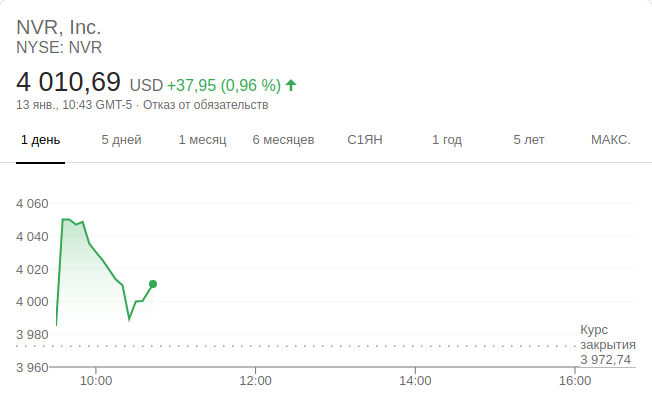 NVR, Inc.
NYSE: NVR
4 010,69 USD +37,95 (0,96 %)
13 янв., 10:43 GMT-5 · Отказ от обязательств
1 день 5 дней 1 месяц 6 месяцев С1ЯН 1 год 5 лет МАКС.
4 060
4 040
4 020
4 000
3 980
3 960
Курс
закрытия
3 972,74
10:00 12:00 14:00 16:00